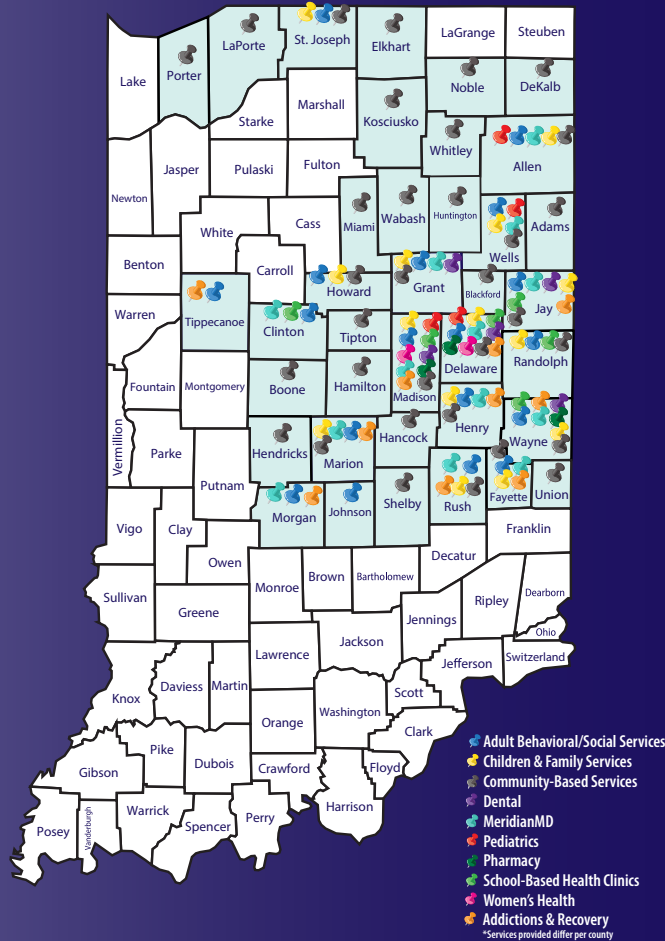 LaGrange
Steuben
St. Joseph
Elkhart
LaPorte
Porter
Lake
Noble
DeKalb
Marshall
Starke
Kosciusko
Whitley
Allen
Fulton
Pulaski
Jasper
Newton
Wabash
Huntington
Miami
Cass
White
Adams
Wells
Benton
Carroll
Howard
Grant
Blackford
Jay
Warren
Tippecanoe
Clinton
Tipton
Randolph
Delaware
Fountain
Montgomery
Boone
Hamilton
Madison
Vermillion
Parke
Hendricks
Marion
Hancock
Henry
Wayne
Putnam
Morgan
Johnson
Shelby
Rush
Fayette
Union
Vigo
Clay
Franklin
Owen
Decatur
Sullivan
Monroe
Brown
Bartholomew
Ripley
Dearborn
Greene
Jennings
Ohio
Lawrence
Jackson
Jefferson
Switzerland
Knox
Daviess
Martin
Scott
Washington
Orange
Clark
Pike
Dubois
Gibson
Crawford
Floyd
Harrison
Warrick
Spencer
Perry
Posey
Vanderburgh
Adult Behavioral/Social Services
Children & Family Services
Community-Based Services
Dental
MeridianMD
Pediatrics
Pharmacy
School-Based Health Clinics
Women's Health
Addictions & Recovery
*Services provided differ per county